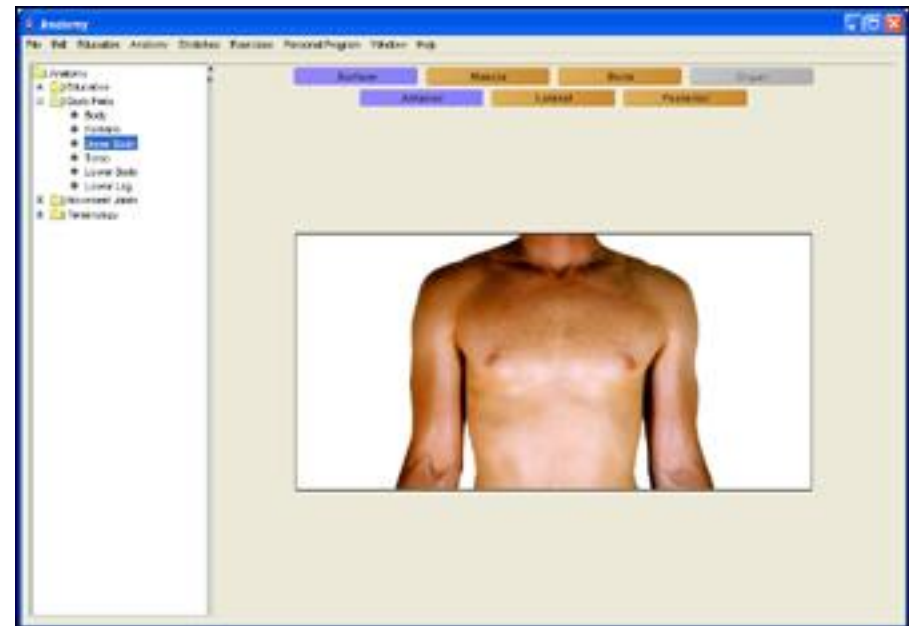 Anatomy
File Edit Education Anatomy Stretches Exercises Personal Program Window Help
Anatomy
Education
Body Parts
Body
Upper Body
Torso
Lower Body
Lower Leg
Movement Joints
Terminology
Surface Muscle Bone Organ
Anterior Lateral Posterior